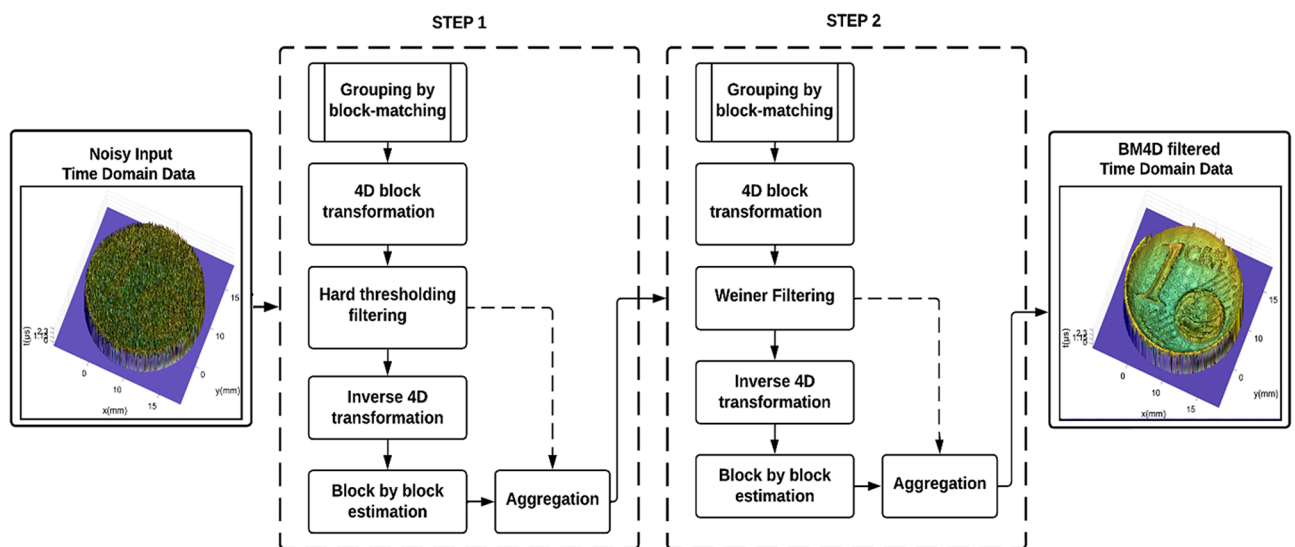 STEP 1
STEP 2
Noisy Input
Time Domain Data
t(μs)
0
10
15
x(mm)
0
10
15
y(mm)
Grouping by
block-matching
4D block
transformation
Hard thresholding
filtering
Inverse 4D
transformation
Block by block
estimation
Aggregation
Grouping by
block-matching
4D block
transformation
Weiner Filtering
Inverse 4D
transformation
Block by block
estimation
Aggregation
BM4D filtered
Time Domain Data
t(μs)
0
10
15
x(mm)
0
10
15
y(mm)
1